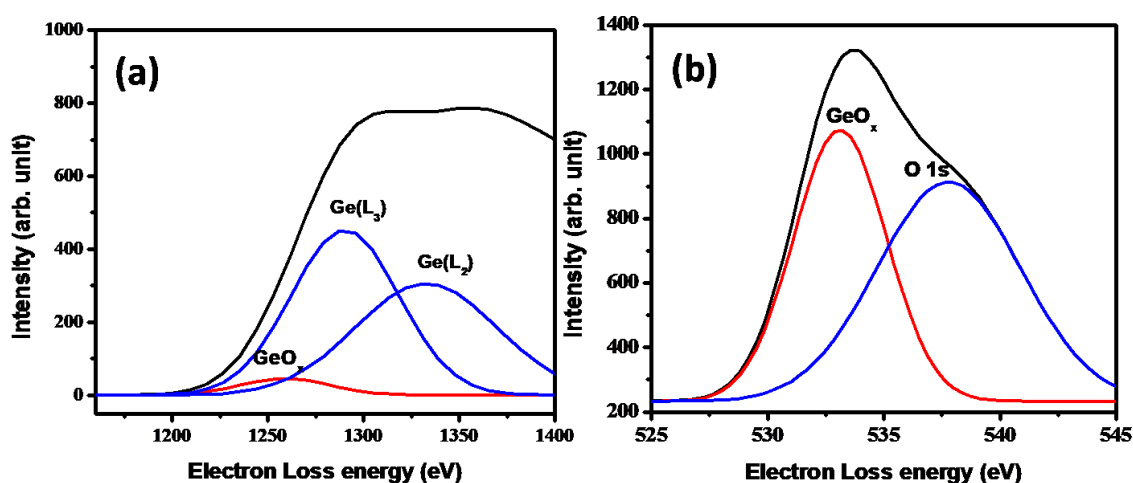 (a)
Intensity (arb. unit)
1000
800
600
400
200
0
Ge(L₃)
Ge(L₂)
GeOₓ
1200
1250
1300
1350
1400
Electron Loss energy (eV)
(b)
Intensity (arb. unit)
1400
1200
1000
800
600
400
200
GeOₓ
O 1s
525
530
535
540
545
Electron Loss energy (eV)